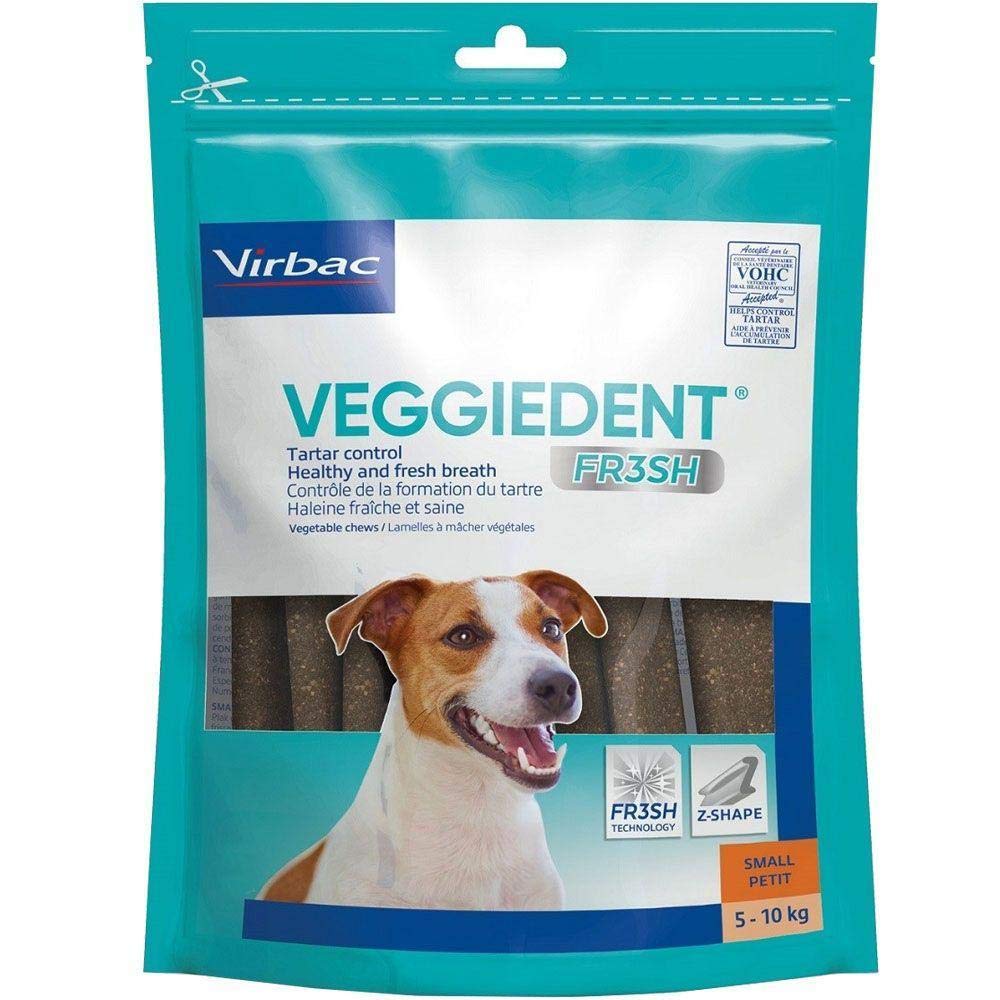 Virbac
Accepté par le
CONSEIL VÉTÉRINAIRE
DE LA SANTÉ DENTAIRE
VOHC
VETERINARY
ORAL HEALTH COUNCIL
Accepted
HELPS CONTROL
TARTAR
AIDE À PRÉVENIR
L'ACCUMULATION
DE TARTRE
VEGGIEDENT®
FR3SH
Tartar control
Healthy and fresh breath
Contrôle de la formation du tartre
Haleine fraîche et saine
Vegetable chews / Lamelles à mâcher végétales
FR3SH
TECHNOLOGY
Z-SHAPE
SMALL
PETIT
5 - 10 kg